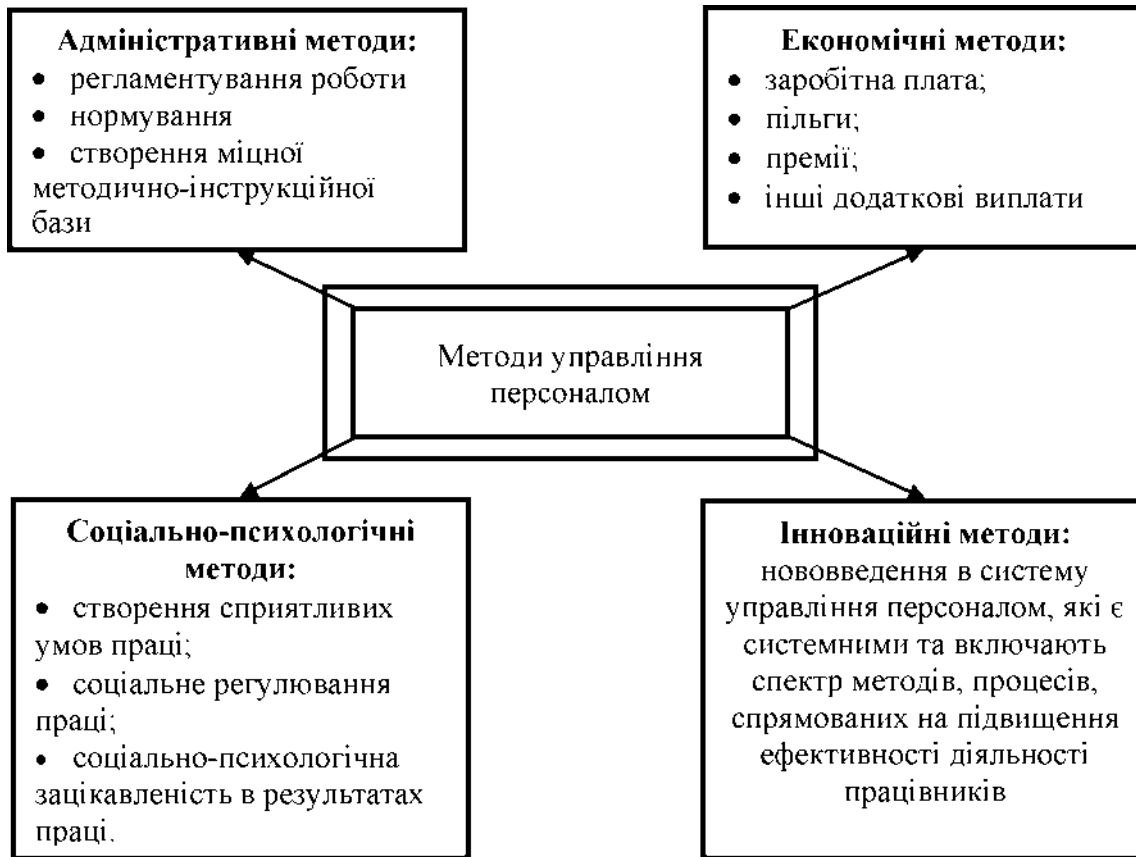 Адміністративні методи:
• регламентування роботи
• нормування
• створення міцної
методично-інструкційної
бази
Економічні методи:
• заробітна плата;
• пільги;
• премії;
• інші додаткові виплати
Методи управління
персоналом
Соціально-психологічні
методи:
• створення сприятливих
умов праці;
• соціальне регулювання
праці;
• соціально-психологічна
зацікавленість в результатах
праці.
Інноваційні методи:
нововведення в систему
управління персоналом, які є
системними та включають
спектр методів, процесів,
спрямованих на підвищення
ефективності діяльності
працівників